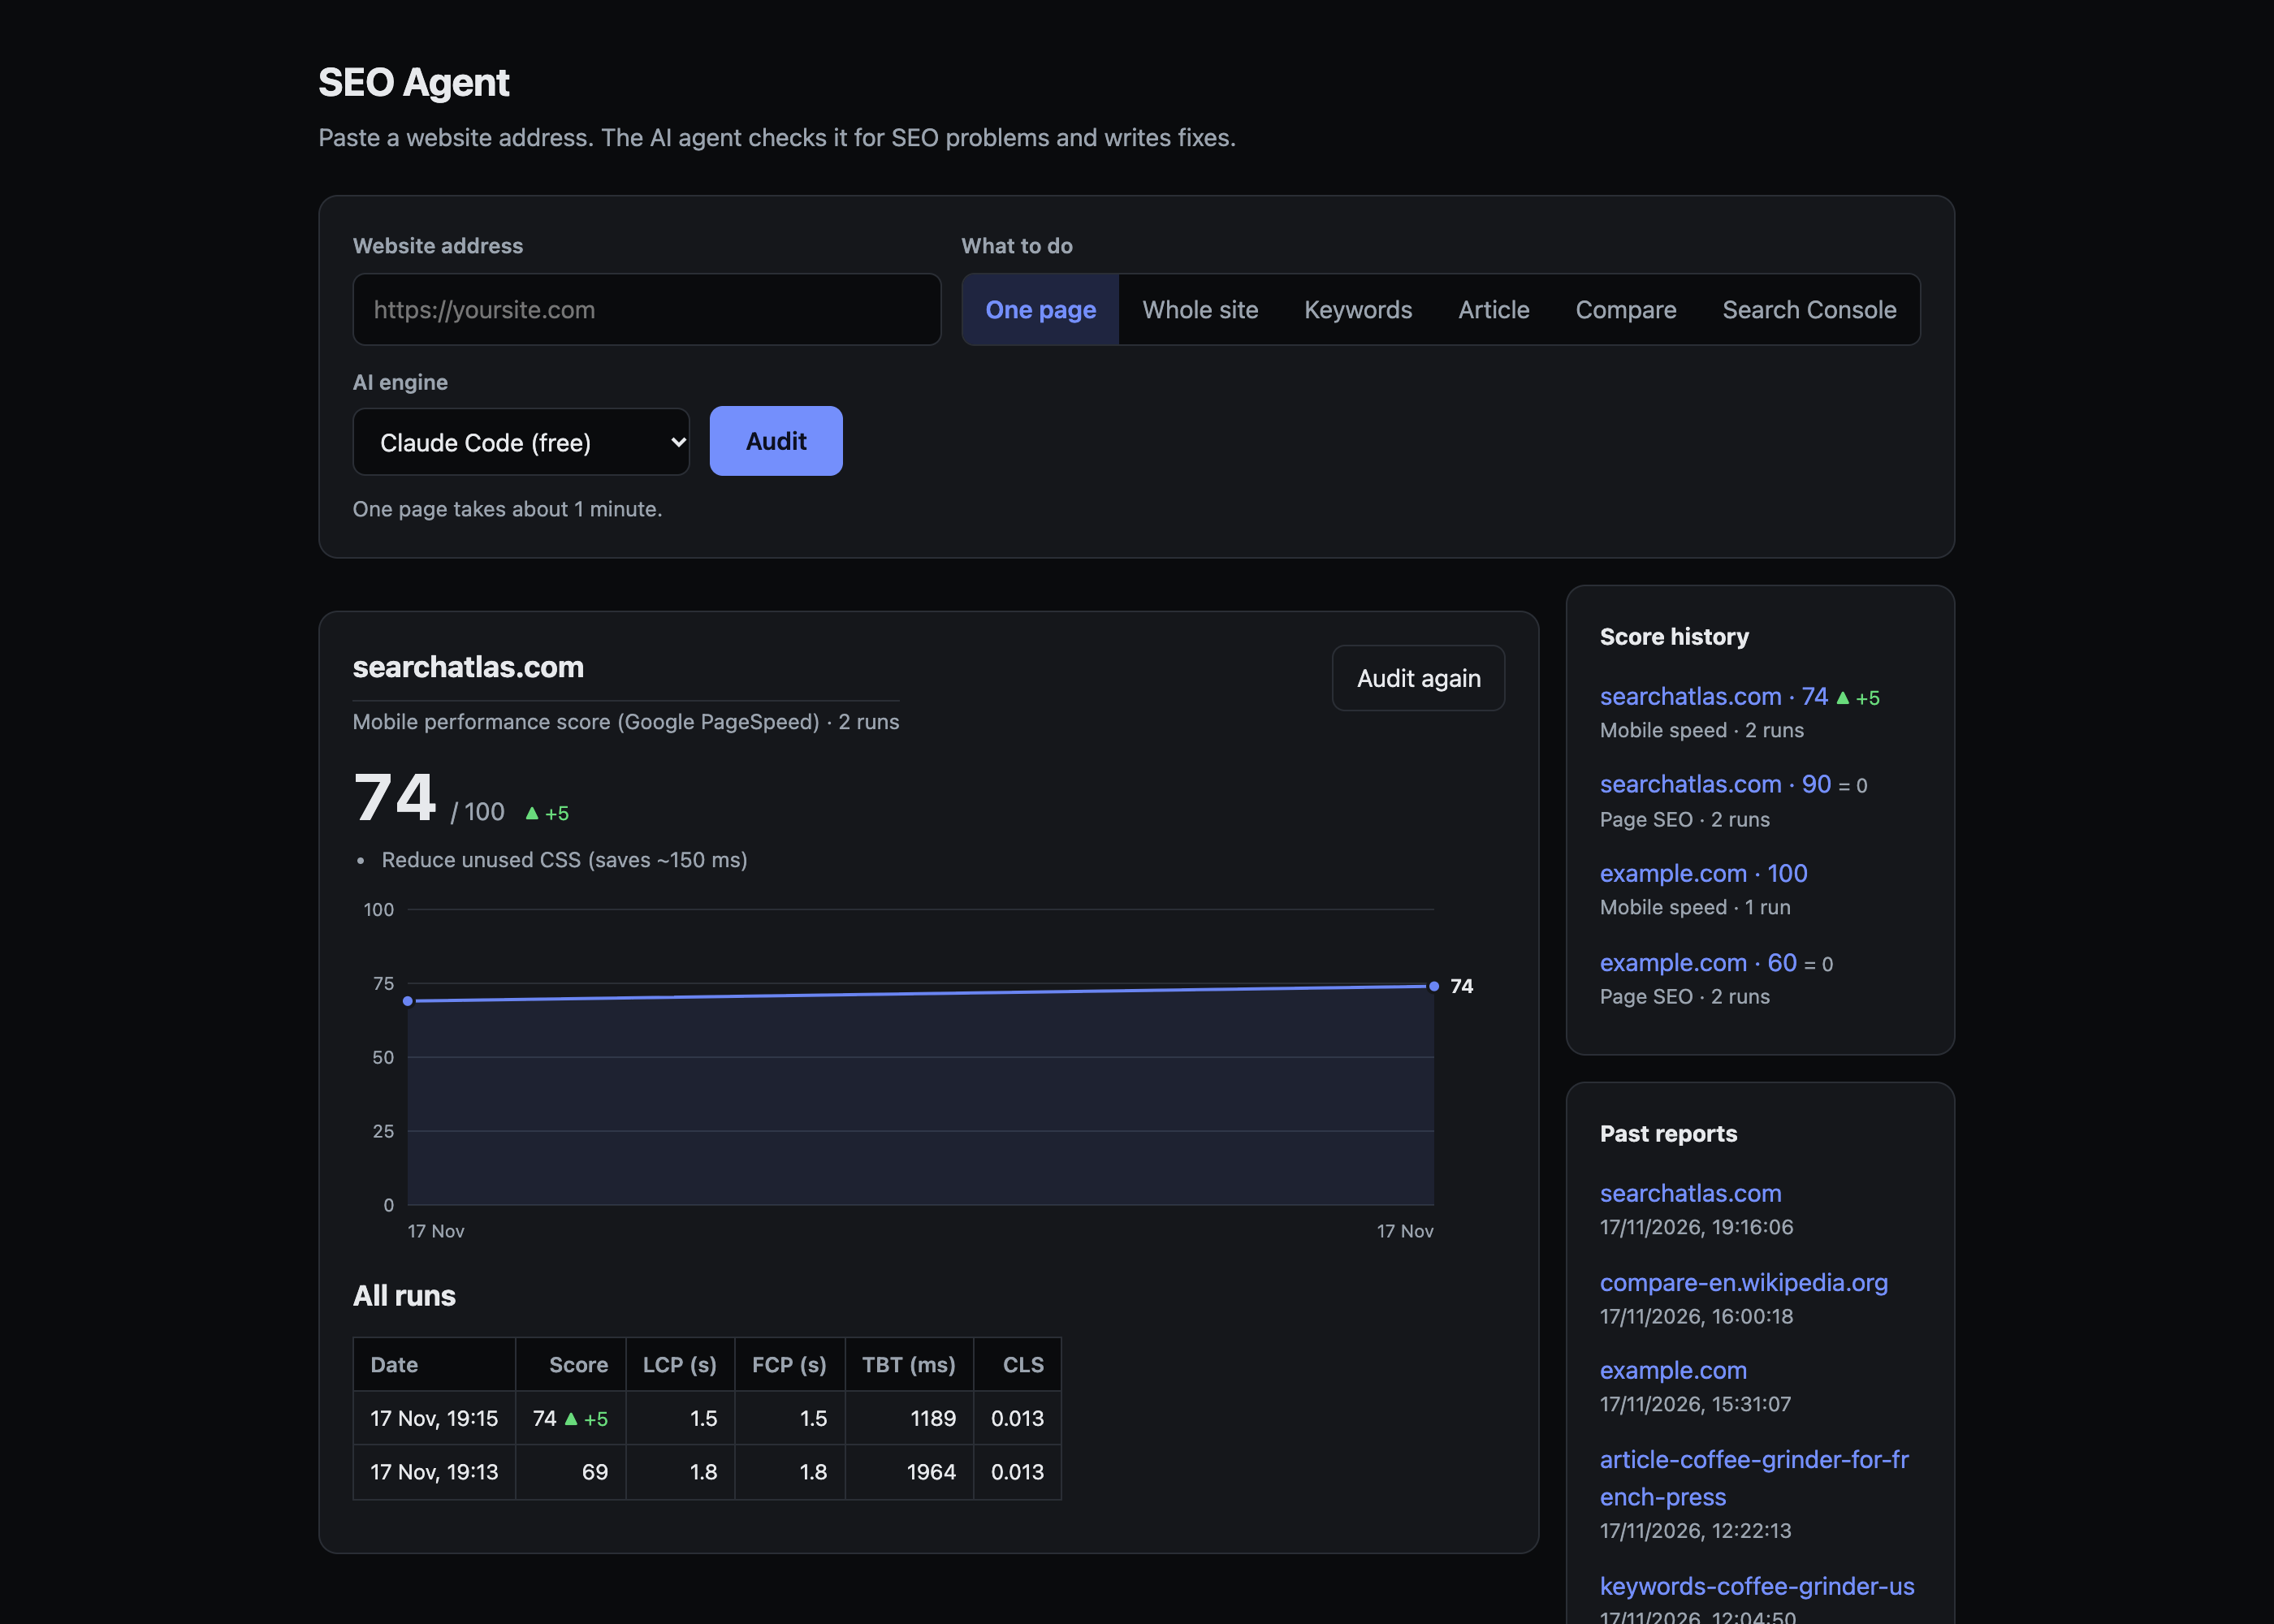 SEO Agent
Paste a website address. The AI agent checks it for SEO problems and writes fixes.
Website address
https://yoursite.com
What to do
One page Whole site Keywords Article Compare Search Console
AI engine
Claude Code (free)
Audit
One page takes about 1 minute.
searchatlas.com
Audit again
Mobile performance score (Google PageSpeed) · 2 runs
74 / 100 ▲ +5
• Reduce unused CSS (saves ~150 ms)
100
75
74
50
25
0
17 Nov 17 Nov
All runs
Date Score LCP (s) FCP (s) TBT (ms) CLS
17 Nov, 19:15 74 ▲ +5 1.5 1.5 1189 0.013
17 Nov, 19:13 69 1.8 1.8 1964 0.013
Score history
searchatlas.com · 74 ▲ +5
Mobile speed · 2 runs
searchatlas.com · 90 = 0
Page SEO · 2 runs
example.com · 100
Mobile speed · 1 run
example.com · 60 = 0
Page SEO · 2 runs
Past reports
searchatlas.com
17/11/2026, 19:16:06
compare-en.wikipedia.org
17/11/2026, 16:00:18
example.com
17/11/2026, 15:31:07
article-coffee-grinder-for-fr
ench-press
17/11/2026, 12:22:13
keywords-coffee-grinder-us
17/11/2026, 12:04:50